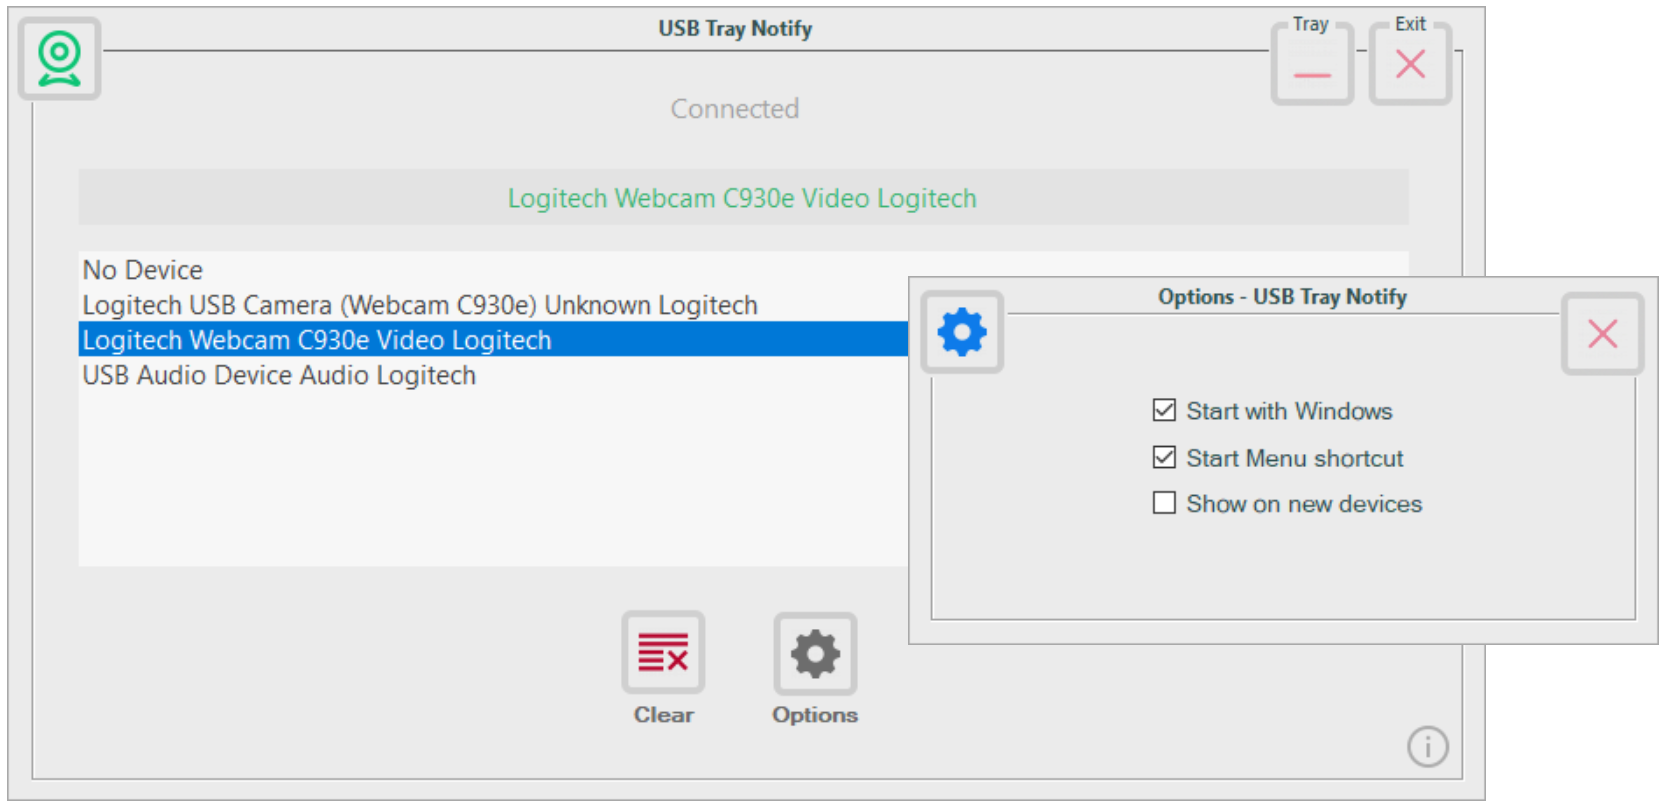 USB Tray Notify
Tray
Exit
Connected
Logitech Webcam C930e Video Logitech
No Device
Logitech USB Camera (Webcam C930e) Unknown Logitech
Logitech Webcam C930e Video Logitech
USB Audio Device Audio Logitech
Clear
Options
Options - USB Tray Notify
Start with Windows
Start Menu shortcut
Show on new devices